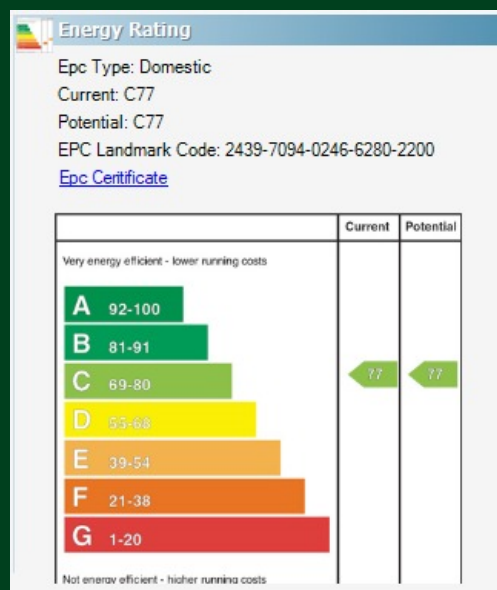 Energy Rating
Epc Type: Domestic
Current: C77
Potential: C77
EPC Landmark Code: 2439-7094-0246-6280-2200
Epc Ceritificate
Current Potential
Very energy efficient - lower running costs
A 92-100
B 81-91
C 69-80 77 77
D 55-68
E 39-54
F 21-38
G 1-20
Not energy efficient - higher running costs